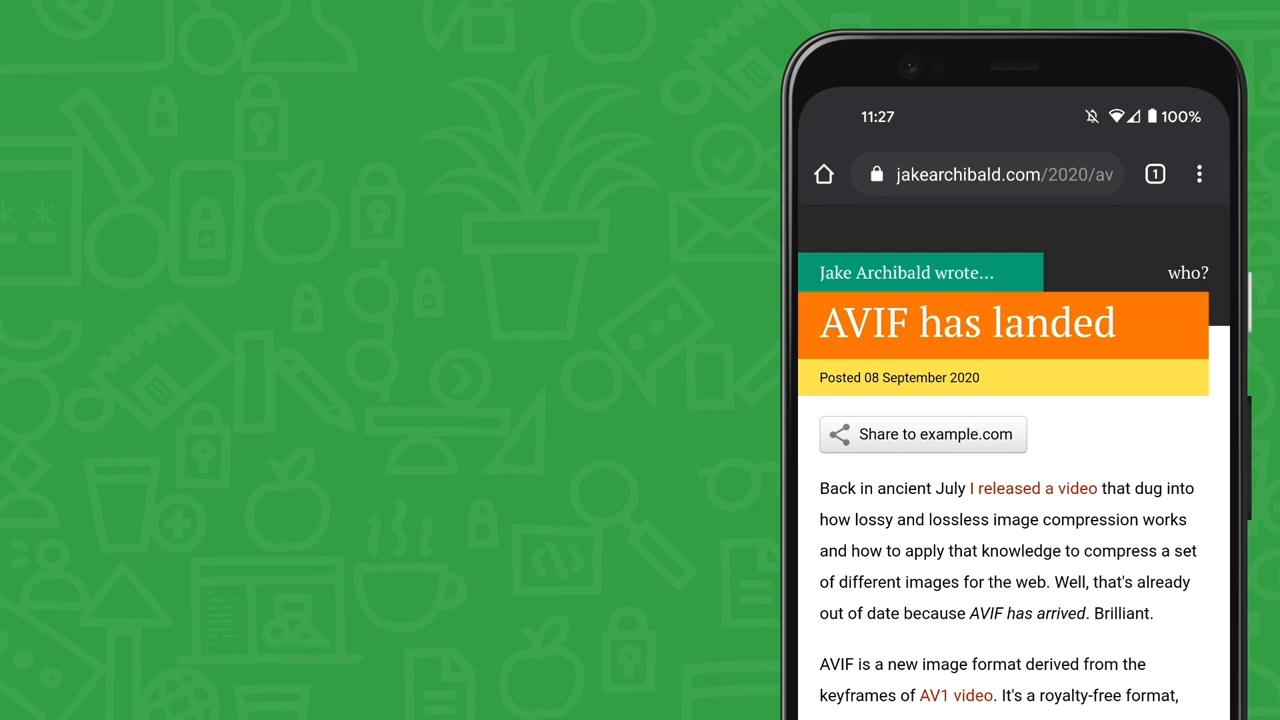 11:27
100%
jakearchibald.com/2020/av
1
Jake Archibald wrote...
who?
AVIF has landed
Posted 08 September 2020
Share to example.com
Back in ancient July I released a video that dug into
how lossy and lossless image compression works
and how to apply that knowledge to compress a set
of different images for the web. Well, that's already
out of date because AVIF has arrived. Brilliant.
AVIF is a new image format derived from the
keyframes of AV1 video. It's a royalty-free format,